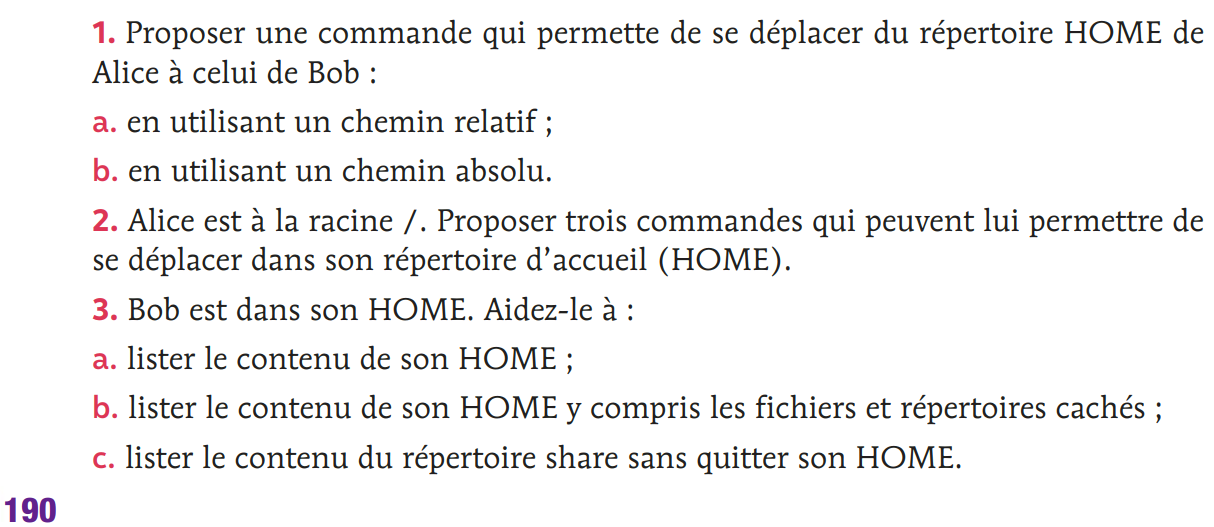 1. Proposer une commande qui permette de se déplacer du répertoire HOME de
Alice à celui de Bob :
a. en utilisant un chemin relatif ;
b. en utilisant un chemin absolu.
2. Alice est à la racine /. Proposer trois commandes qui peuvent lui permettre de
se déplacer dans son répertoire d’accueil (HOME).
3. Bob est dans son HOME. Aidez-le à :
a. lister le contenu de son HOME ;
b. lister le contenu de son HOME y compris les fichiers et répertoires cachés ;
c. lister le contenu du répertoire share sans quitter son HOME.
190